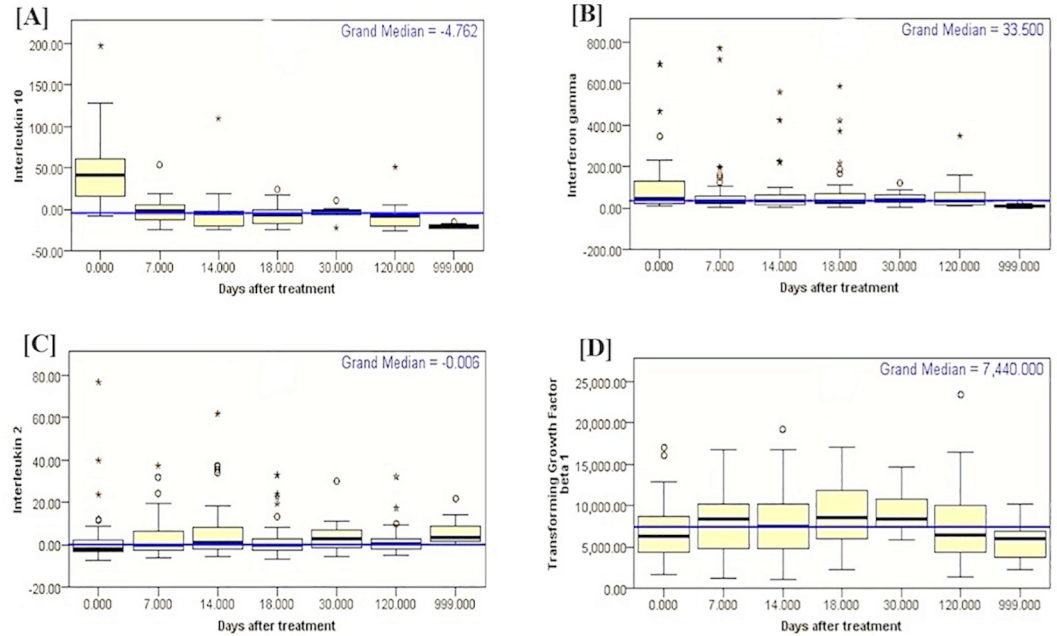 [A]
Grand Median = -4.762
200.00
150.00
100.00
50.00
0.00
-50.00
Interleukin 10
0.000 7.000 14.000 18.000 30.000 120.000 999.000
Days after treatment
[B]
Grand Median = 33.500
800.00
600.00
400.00
200.00
0.00
-200.00
Interferon gamma
0.000 7.000 14.000 18.000 30.000 120.000 999.000
Days after treatment
[C]
Grand Median = -0.006
80.00
60.00
40.00
20.00
0.00
-20.00
Interleukin 2
0.000 7.000 14.000 18.000 30.000 120.000 999.000
Days after treatment
[D]
Grand Median = 7,440.000
25,000.00
20,000.00
15,000.00
10,000.00
5,000.00
0.00
Transforming Growth Factor
beta 1
0.000 7.000 14.000 18.000 30.000 120.000 999.000
Days after treatment